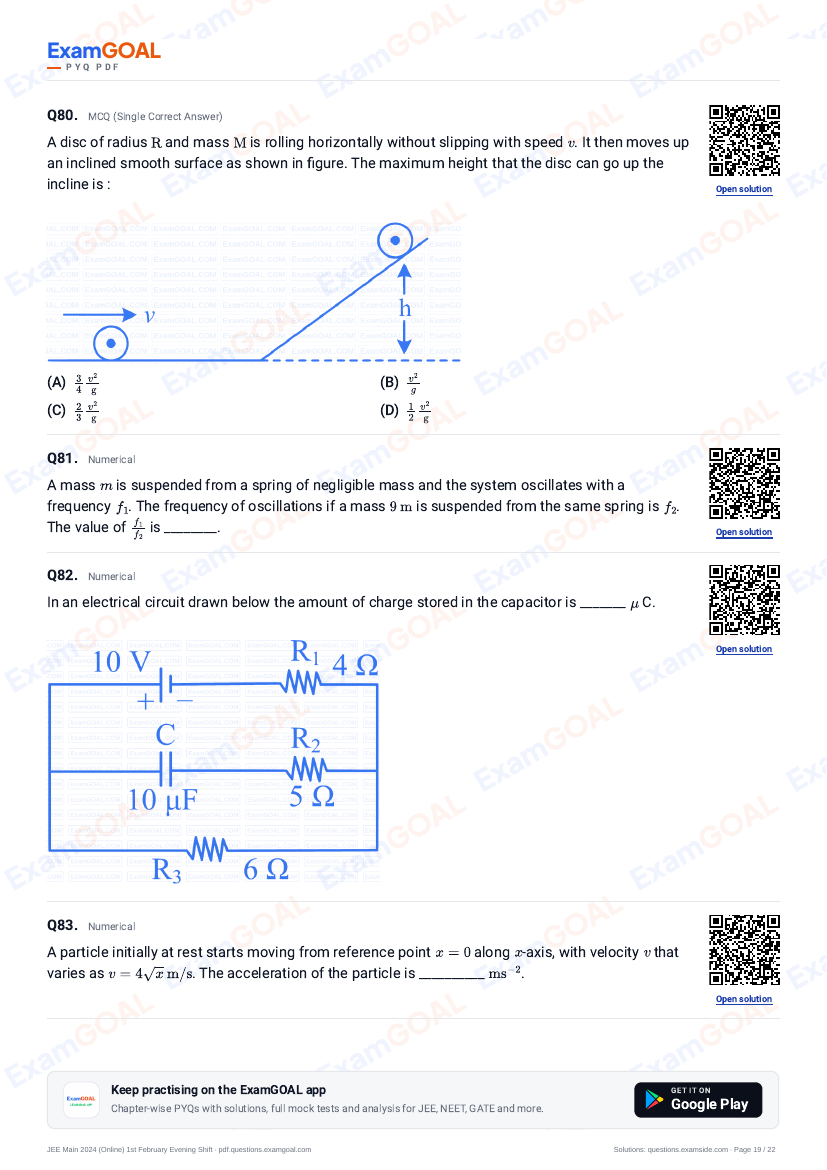 ExamGOAL
PYQ PDF
Q80. MCQ (Single Correct Answer)
A disc of radius R and mass M is rolling horizontally without slipping with speed v. It then moves up
an inclined smooth surface as shown in figure. The maximum height that the disc can go up the
incline is :
Open solution
v
h
(A) 3/4 v²/g
(B) v²/g
(C) 2/3 v²/g
(D) 1/2 v²/g
Q81. Numerical
A mass m is suspended from a spring of negligible mass and the system oscillates with a
frequency f₁. The frequency of oscillations if a mass 9 m is suspended from the same spring is f₂.
The value of f₁/f₂ is ________.
Open solution
Q82. Numerical
In an electrical circuit drawn below the amount of charge stored in the capacitor is _______ μ C.
Open solution
10 V
R₁ 4 Ω
+ −
C
R₂
10 μF
5 Ω
R₃ 6 Ω
Q83. Numerical
A particle initially at rest starts moving from reference point x = 0 along x-axis, with velocity v that
varies as v = 4√x m/s. The acceleration of the particle is __________ ms⁻².
Open solution
Keep practising on the ExamGOAL app
Chapter-wise PYQs with solutions, full mock tests and analysis for JEE, NEET, GATE and more.
GET IT ON
Google Play
JEE Main 2024 (Online) 1st February Evening Shift · pdf.questions.examgoal.com
Solutions: questions.examside.com · Page 19 / 22